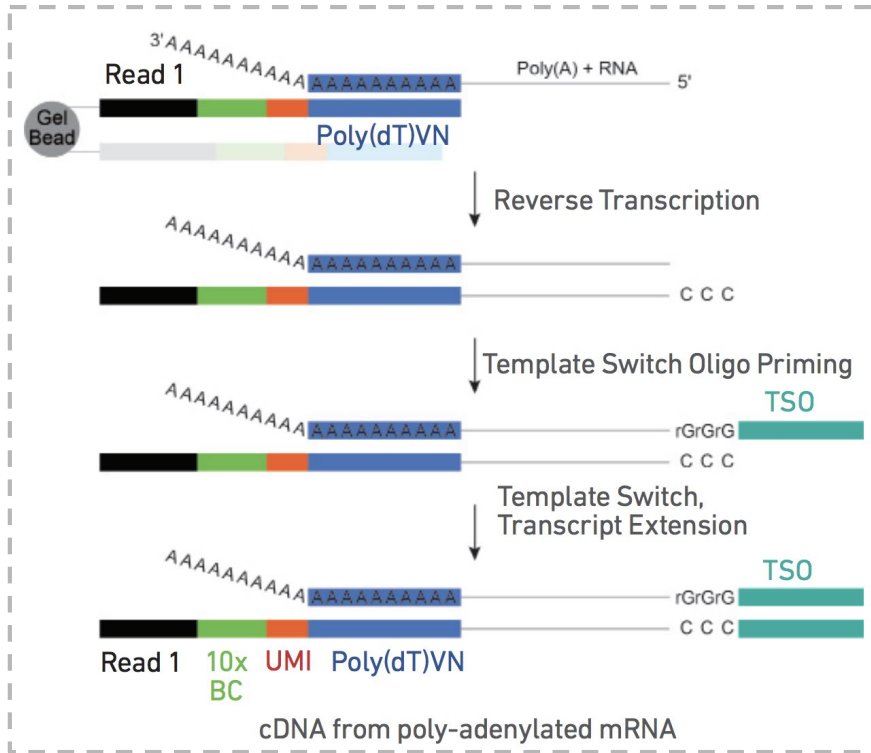 3'AAAAAAAAAA
Read 1
AAAAAAAAAA
Poly(A) + RNA
5'
Gel
Bead
Poly(dT)VN
Reverse Transcription
AAAAAAAAAA
AAAAAAAAAA
C C C
Template Switch Oligo Priming
TSO
AAAAAAAAAA
AAAAAAAAAA
rGrGrG
C C C
Template Switch,
Transcript Extension
TSO
AAAAAAAAAA
AAAAAAAAAA
rGrGrG
C C C
Read 1
10x
BC
UMI
Poly(dT)VN
cDNA from poly-adenylated mRNA